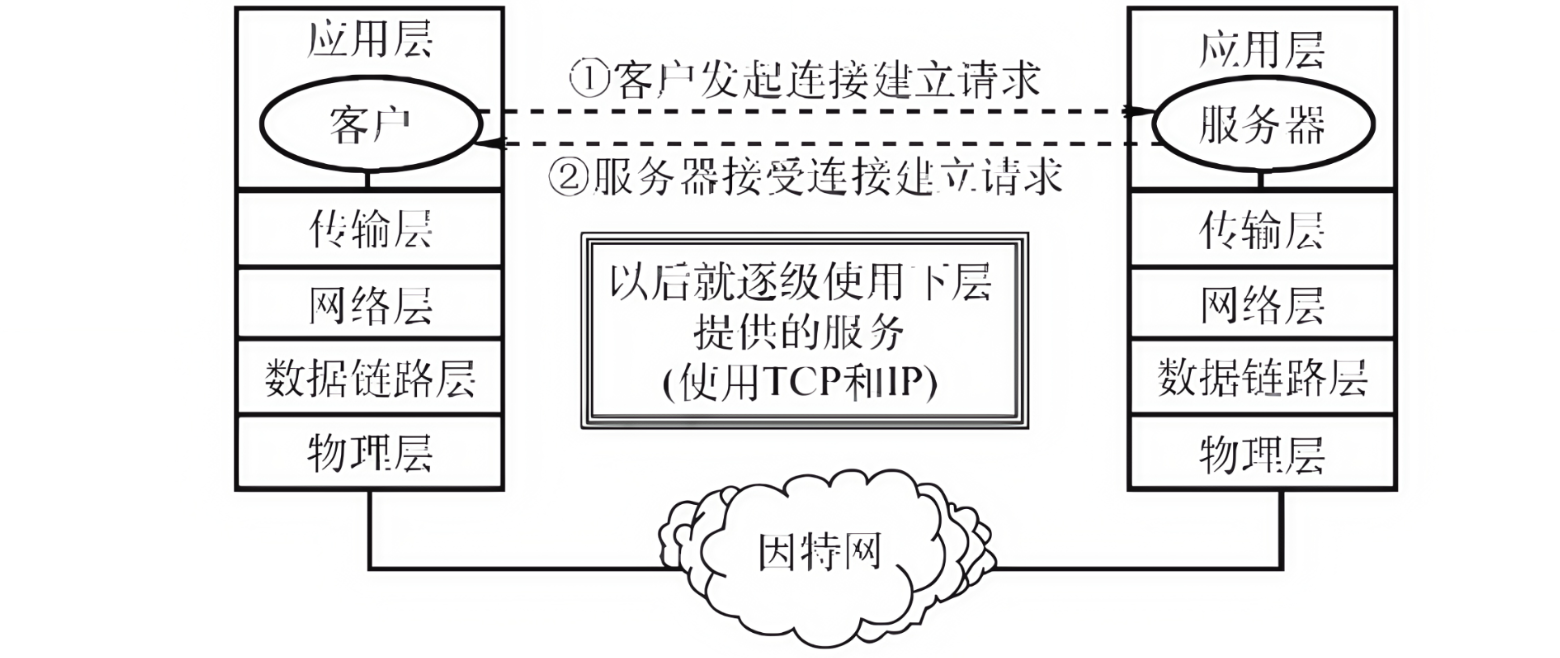 应用层
客户
传输层
网络层
数据链路层
物理层
①客户发起连接建立请求
②服务器接受连接建立请求
以后就逐级使用下层
提供的服务
(使用TCP和IP)
因特网
应用层
服务器
传输层
网络层
数据链路层
物理层